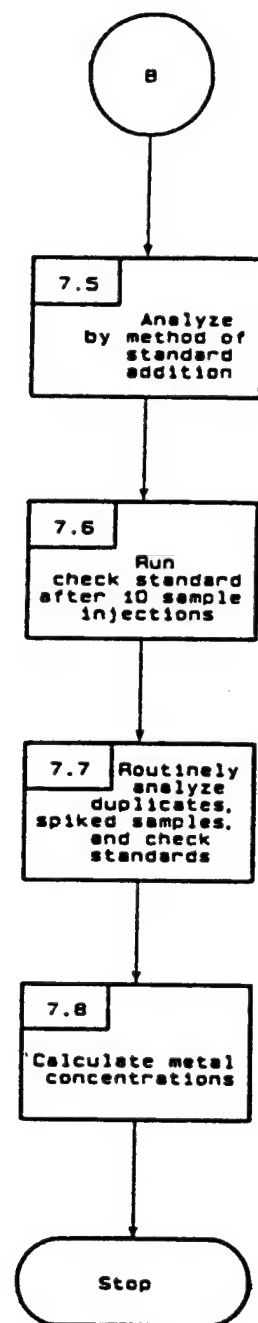 B
7.5
Analyze
by method of
standard
addition
7.6
Run
check standard
after 10 sample
injections
7.7
Routinely
analyze
duplicates,
spiked samples,
and check
standards
7.8
Calculate metal
concentrations
Stop